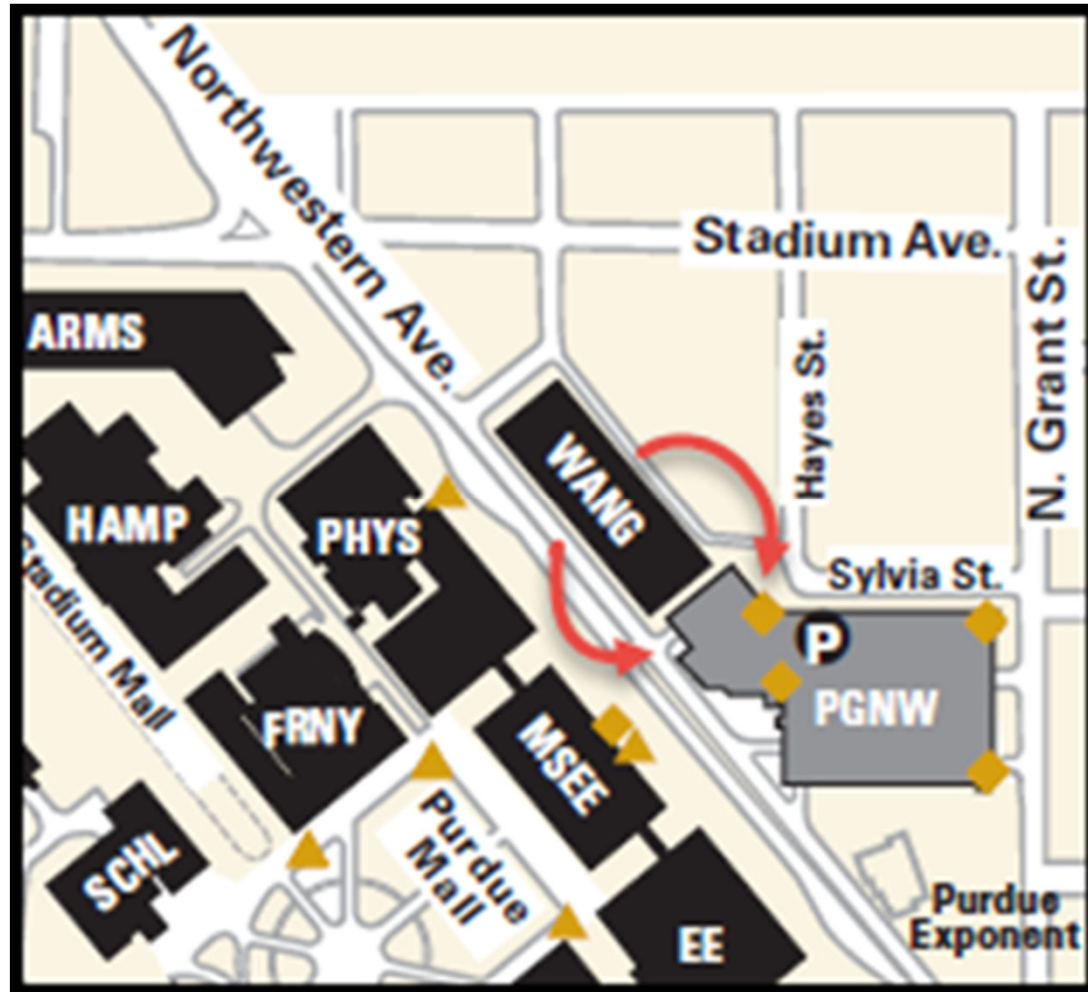 Northwestern Ave.
Stadium Ave.
N. Grant St.
Hayes St.
ARMS
WANG
HAMP
PHYS
Sylvia St.
P
PGNW
Stadium Mall
FRNY
MSEE
SCHL
Purdue
Mall
EE
Purdue
Exponent